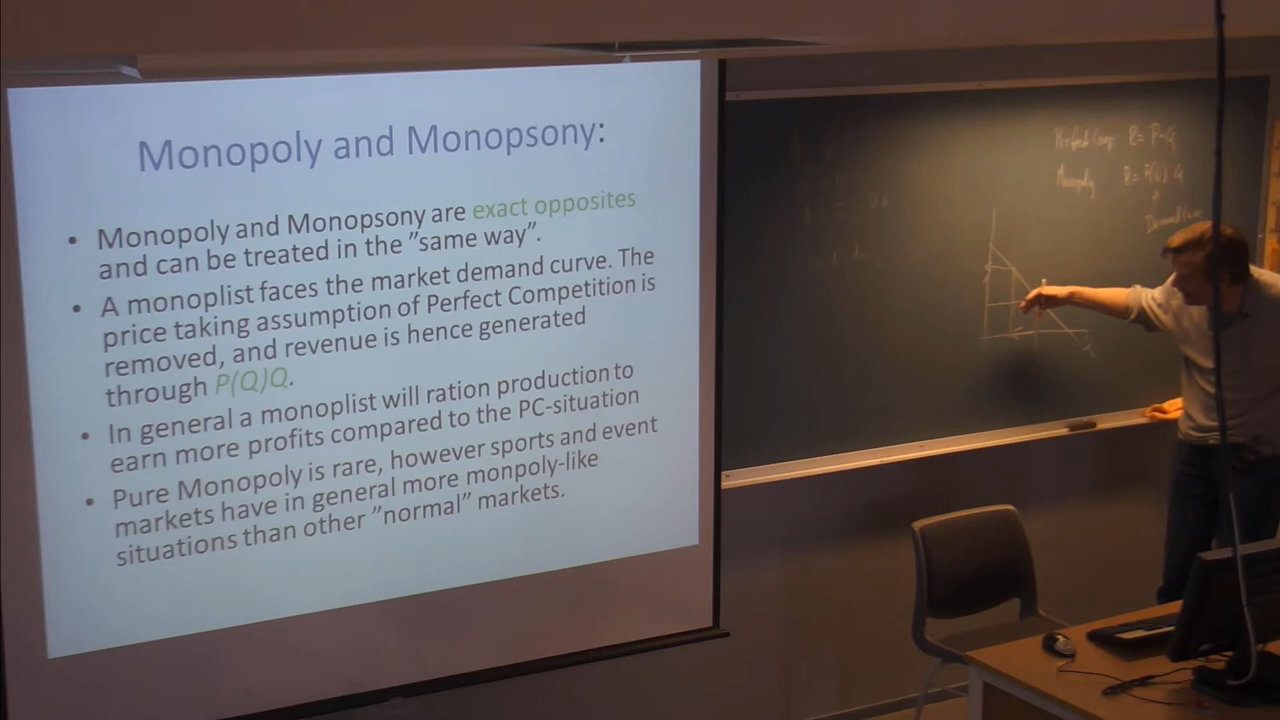 Monopoly and Monopsony:
• Monopoly and Monopsony are exact opposites
and can be treated in the ”same way”.
• A monoplist faces the market demand curve. The
price taking assumption of Perfect Competition is
removed, and revenue is hence generated
through P(Q)Q.
• In general a monoplist will ration production to
earn more profits compared to the PC-situation
• Pure Monopoly is rare, however sports and event
markets have in general more monpoly-like
situations than other ”normal” markets.
Perfect Comp. R = P·Q
Monopoly R = P(Q)·Q
Demand